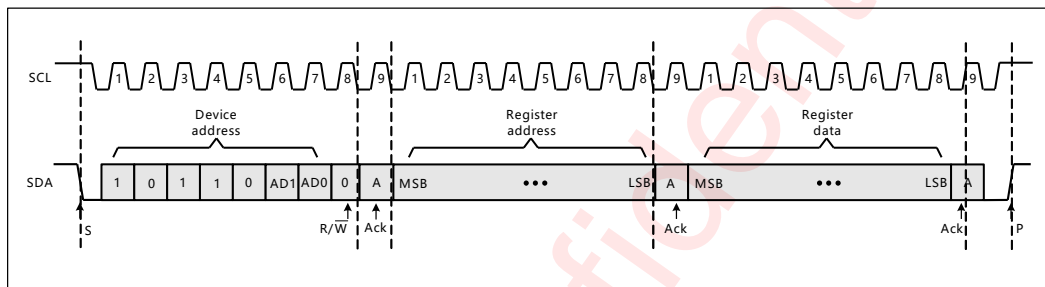 SCL 1 2 3 4 5 6 7 8 9 1 2 3 4 5 6 7 8 9 1 2 3 4 5 6 7 8 9
Device address
Register address
Register data
SDA 1 0 1 1 0 AD1 AD0 0 A MSB ••• LSB A MSB ••• LSB A
S R/W̅ Ack Ack Ack P
fident